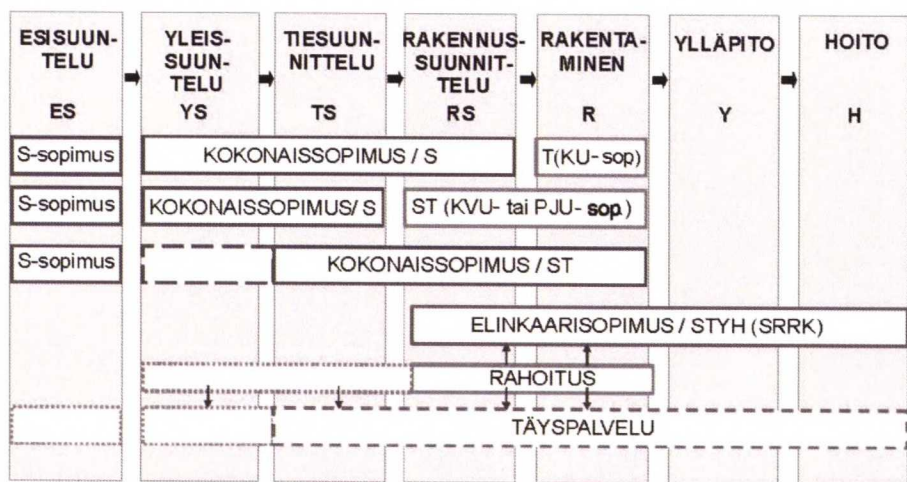 ESISUUN-
TELU
YLEIS-
SUUN-
TELU
TIESUUN-
NITTELU
RAKENNUS-
SUUNNIT-
TELU
RAKENTA-
MINEN
YLLÄPITO
HOITO
ES
YS
TS
RS
R
Y
H
S-sopimus
KOKONAISSOPIMUS / S
T(KU- sop)
S-sopimus
KOKONAISSOPIMUS/ S
ST (KVU- tai PJU- sop.)
S-sopimus
KOKONAISSOPIMUS / ST
ELINKAARISOPIMUS / STYH (SRRK)
RAHOITUS
TÄYSPALVELU